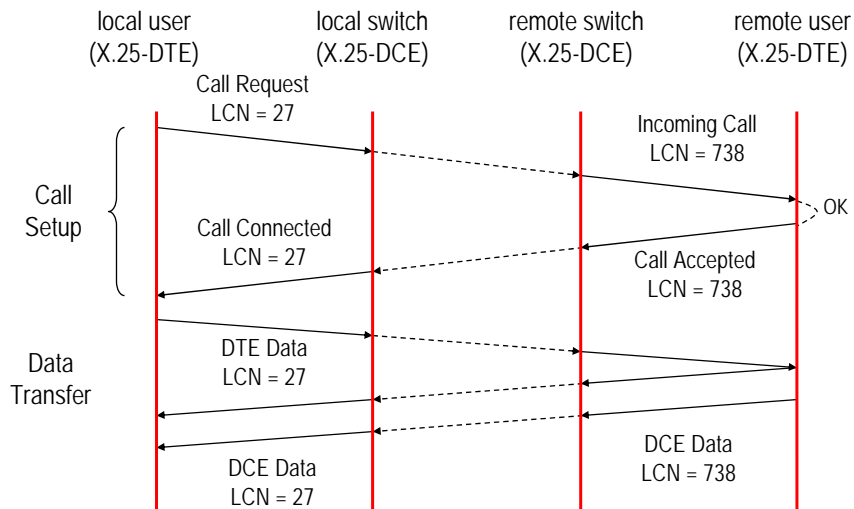 local user
(X.25-DTE)
local switch
(X.25-DCE)
remote switch
(X.25-DCE)
remote user
(X.25-DTE)
Call Request
LCN = 27
Incoming Call
LCN = 738
Call
Setup
OK
Call Connected
LCN = 27
Call Accepted
LCN = 738
Data
Transfer
DTE Data
LCN = 27
DCE Data
LCN = 27
DCE Data
LCN = 738